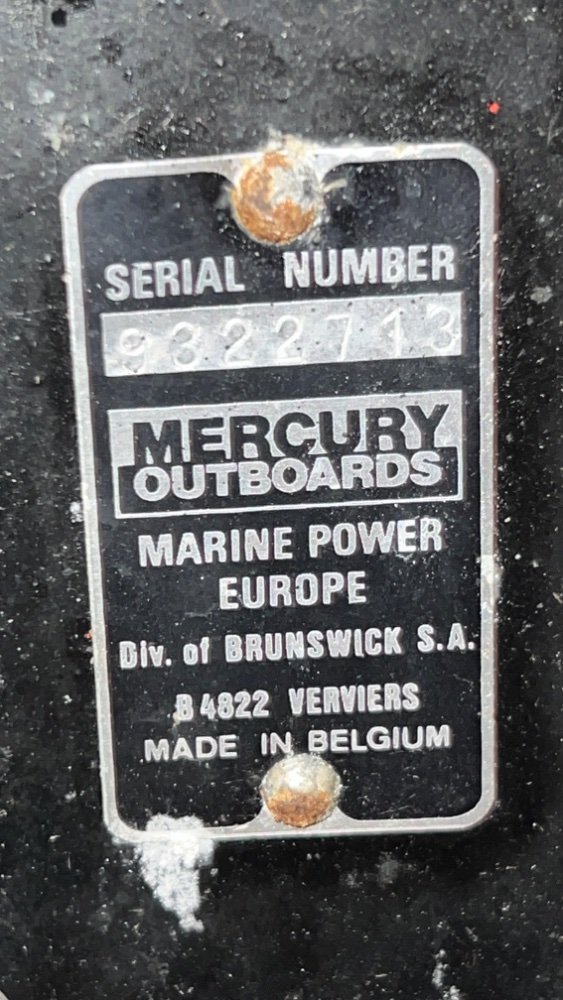 SERIAL NUMBER
9322713
MERCURY
OUTBOARDS
MARINE POWER
EUROPE
Div. of BRUNSWICK S.A.
B 4822 VERVIERS
MADE IN BELGIUM